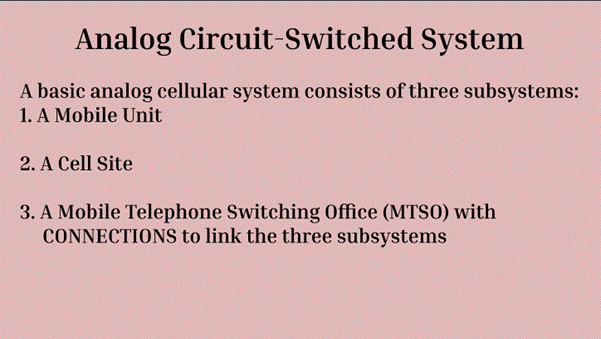 Analog Circuit-Switched System
A basic analog cellular system consists of three subsystems:
1. A Mobile Unit
2. A Cell Site
3. A Mobile Telephone Switching Office (MTSO) with
CONNECTIONS to link the three subsystems